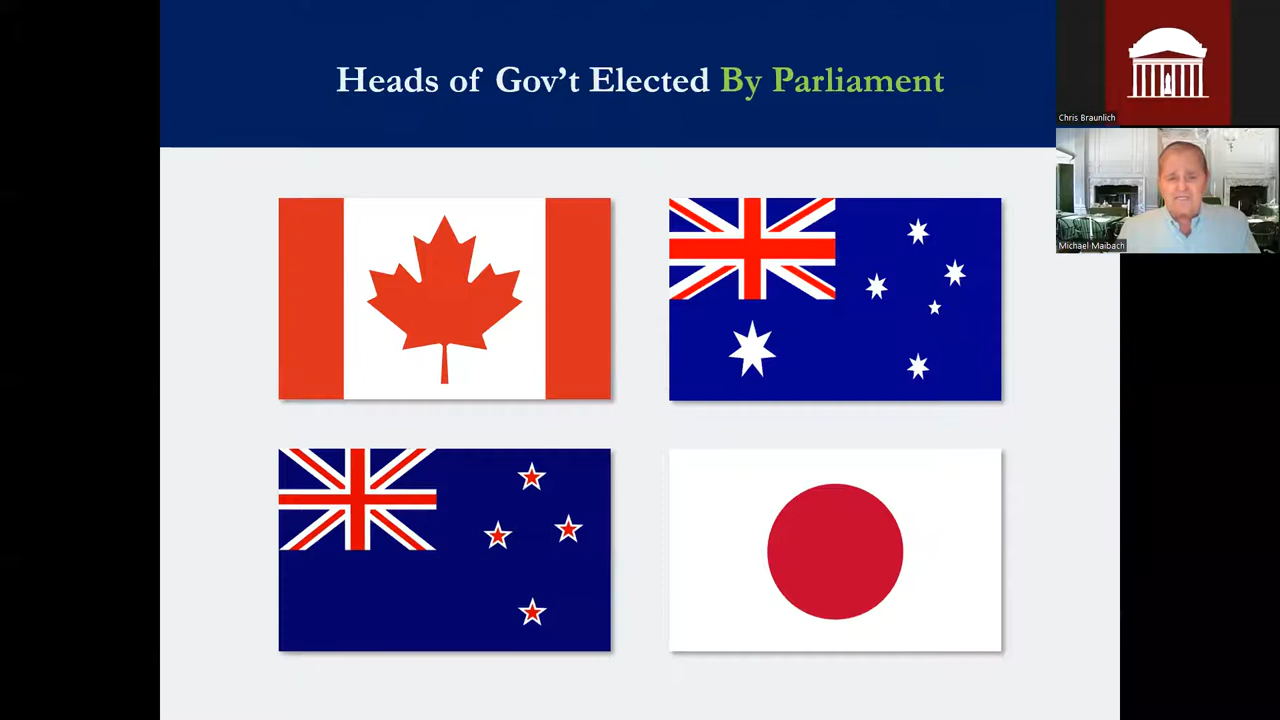 Heads of Gov't Elected By Parliament
Chris Braunlich
Michael Maibach